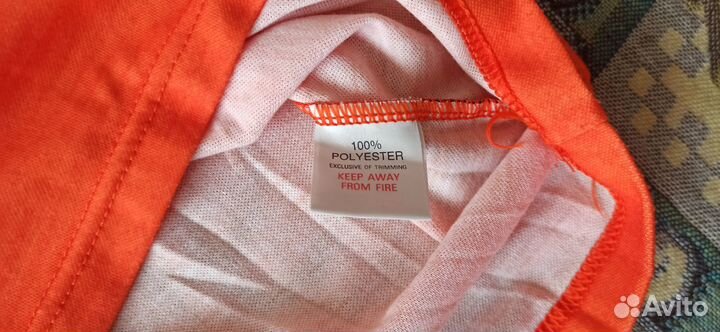 100%
POLYESTER
EXCLUSIVE OF TRIMMING
KEEP AWAY
FROM FIRE
Avito